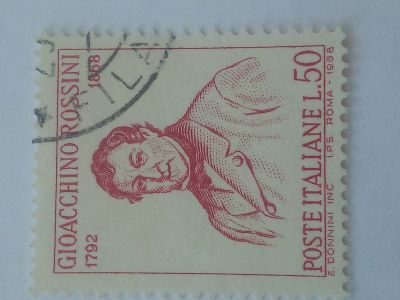 GIOACCHINO ROSSINI
1792 1868
POSTE ITALIANE L.50
E. DONNINI INC. I.P.S. ROMA - 1968